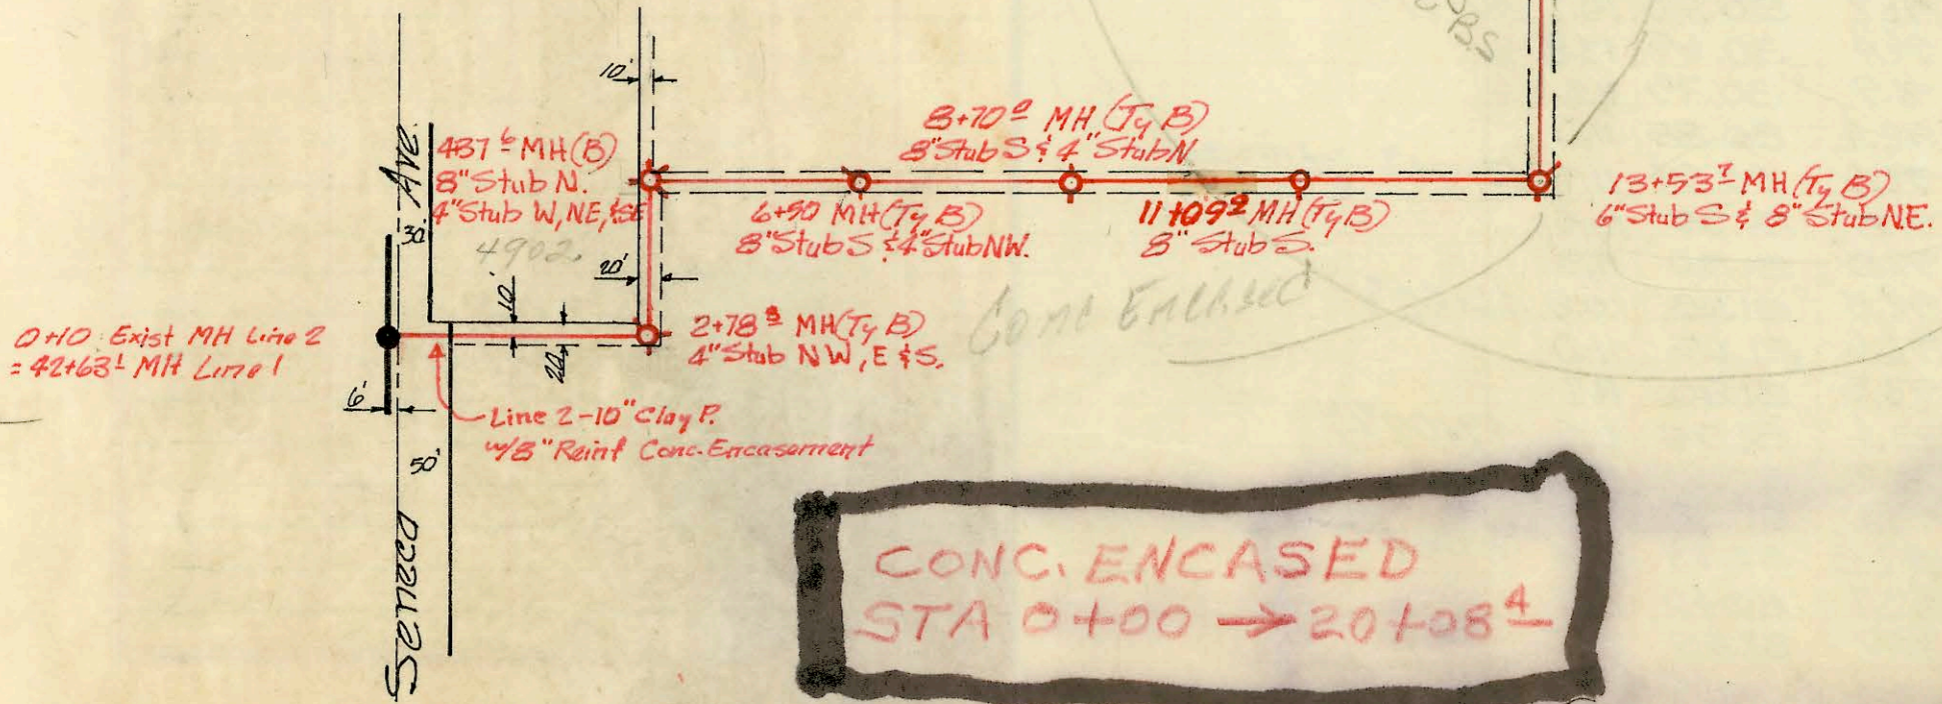 10'
8+70⁰ MH (Ty B)
8" Stub S & 4" Stub N
437⁶ MH(B)
8" Stub N.
4" Stub W, NE, & SE
4902.
30'
Ave.
6+50 MH (Ty B)
8" Stub S & 4" Stub NW.
11+09² MH (Ty B)
8" Stub S.
13+53⁷ MH (Ty B)
6" Stub S & 8" Stub N.E.
20'
10'
20'
Conc Encased
0+10 Exist MH Line 2
= 42+63¹ MH Line 1
2+78³ MH (Ty B)
4" Stub NW, E & S.
6'
Line 2-10" Clay P.
w/8" Reinf Conc. Encasement
50'
Seneca
CONC. ENCASED
STA 0+00 → 20+08⁴